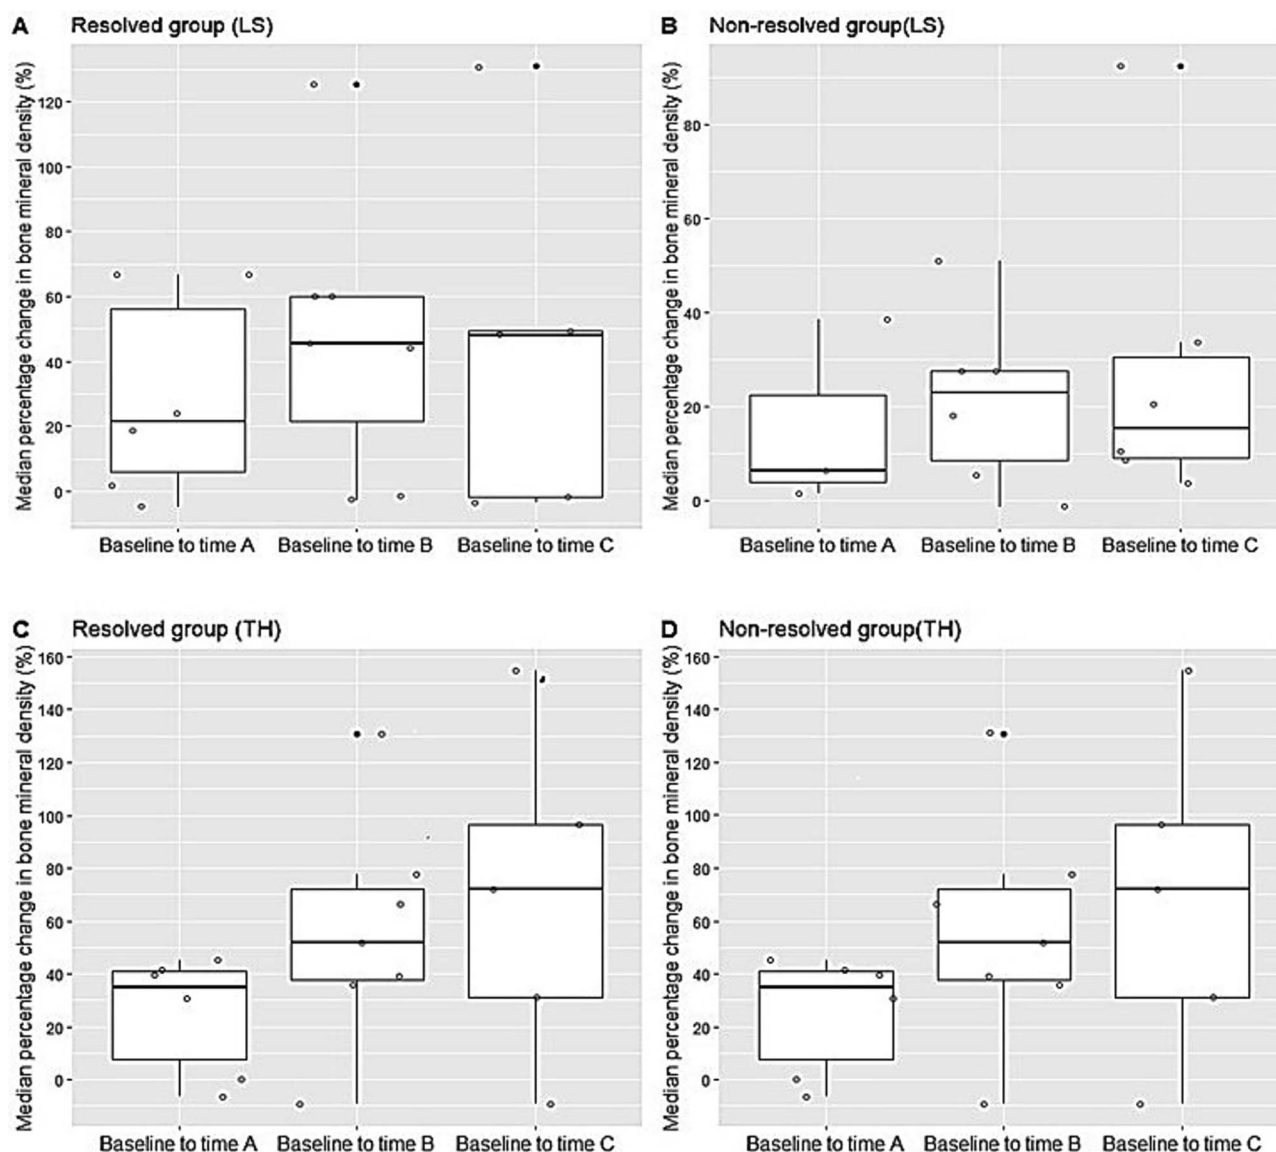 A Resolved group (LS)
Median percentage change in bone mineral density (%)
120
100
80
60
40
20
0
Baseline to time A Baseline to time B Baseline to time C
B Non-resolved group(LS)
Median percentage change in bone mineral density (%)
80
60
40
20
0
Baseline to time A Baseline to time B Baseline to time C
C Resolved group (TH)
Median percentage change in bone mineral density (%)
160
140
120
100
80
60
40
20
0
Baseline to time A Baseline to time B Baseline to time C
D Non-resolved group(TH)
Median percentage change in bone mineral density (%)
160
140
120
100
80
60
40
20
0
Baseline to time A Baseline to time B Baseline to time C